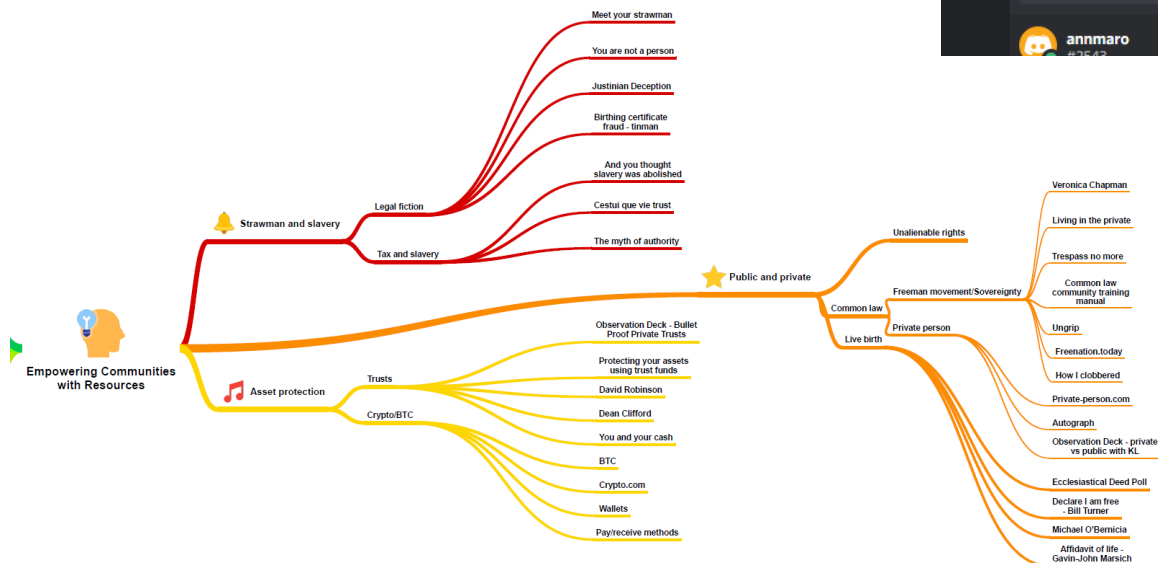 annmaro
#2543
Meet your strawman
You are not a person
Justinian Deception
Birthing certificate
fraud - tinman
And you thought
slavery was abolished
Cestui que vie trust
The myth of authority
Legal fiction
Tax and slavery
Strawman and slavery
Empowering Communities
with Resources
Public and private
Unalienable rights
Common law
Live birth
Freeman movement/Sovereignty
Private person
Veronica Chapman
Living in the private
Trespass no more
Common law
community training
manual
Ungrip
Freenation.today
How I clobbered
Private-person.com
Autograph
Observation Deck - private
vs public with KL
Ecclesiastical Deed Poll
Declare I am free
- Bill Turner
Michael O'Bernicia
Affidavit of life -
Gavin-John Marsich
Asset protection
Trusts
Crypto/BTC
Observation Deck - Bullet
Proof Private Trusts
Protecting your assets
using trust funds
David Robinson
Dean Clifford
You and your cash
BTC
Crypto.com
Wallets
Pay/receive methods